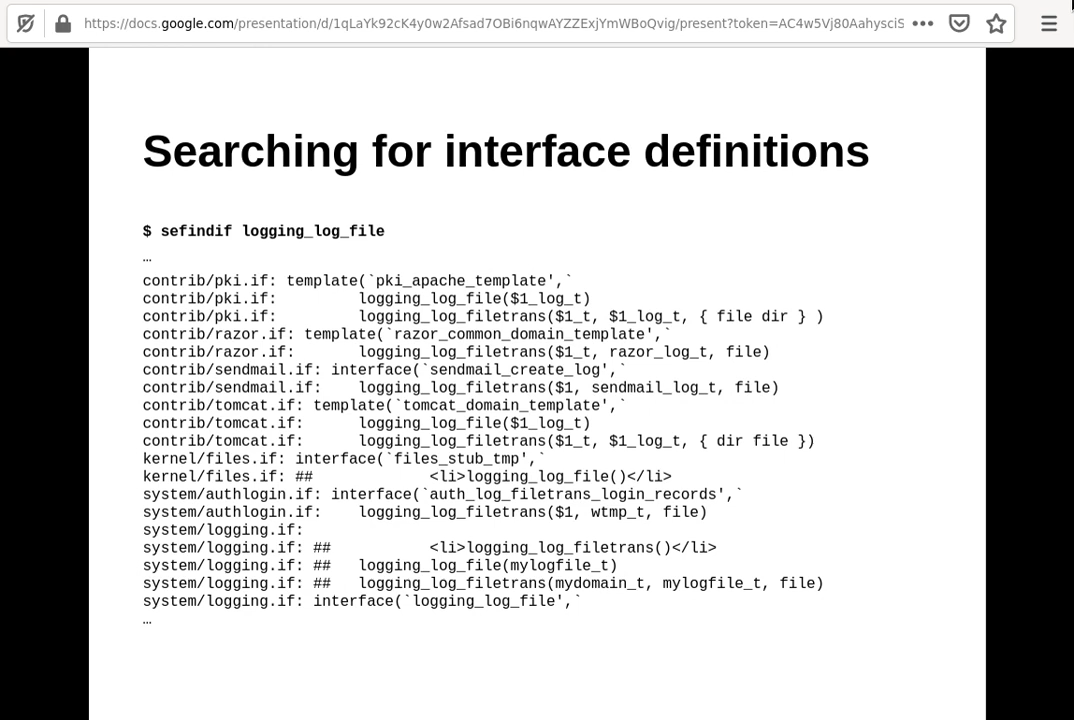 https://docs.google.com/presentation/d/1qLaYk92cK4y0w2Afsad7OBi6nqwAYZZExjYmWBoQvig/present?token=AC4w5Vj80AahysciS
Searching for interface definitions
$ sefindif logging_log_file
…
contrib/pki.if: template(`pki_apache_template',`
contrib/pki.if:         logging_log_file($1_log_t)
contrib/pki.if:         logging_log_filetrans($1_t, $1_log_t, { file dir } )
contrib/razor.if: template(`razor_common_domain_template',`
contrib/razor.if:       logging_log_filetrans($1_t, razor_log_t, file)
contrib/sendmail.if: interface(`sendmail_create_log',`
contrib/sendmail.if:    logging_log_filetrans($1, sendmail_log_t, file)
contrib/tomcat.if: template(`tomcat_domain_template',`
contrib/tomcat.if:      logging_log_file($1_log_t)
contrib/tomcat.if:      logging_log_filetrans($1_t, $1_log_t, { dir file })
kernel/files.if: interface(`files_stub_tmp',`
kernel/files.if: ##             <li>logging_log_file()</li>
system/authlogin.if: interface(`auth_log_filetrans_login_records',`
system/authlogin.if:    logging_log_filetrans($1, wtmp_t, file)
system/logging.if:
system/logging.if: ##           <li>logging_log_filetrans()</li>
system/logging.if: ##   logging_log_file(mylogfile_t)
system/logging.if: ##   logging_log_filetrans(mydomain_t, mylogfile_t, file)
system/logging.if: interface(`logging_log_file',`
…